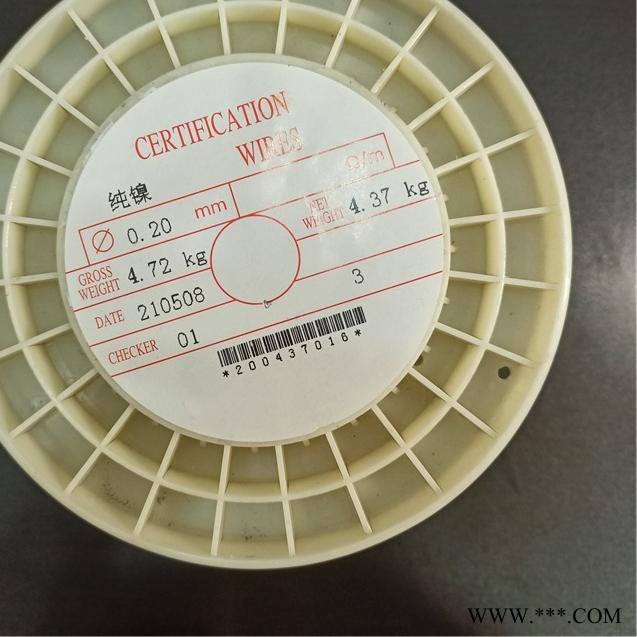 CERTIFICATION
WIRES
纯镍
Ø 0.20 mm Ω/m
GROSS WEIGHT 4.72 kg NET WEIGHT 4.37 kg
DATE 210508 3
CHECKER 01
*200437016*
WWW.***.COM